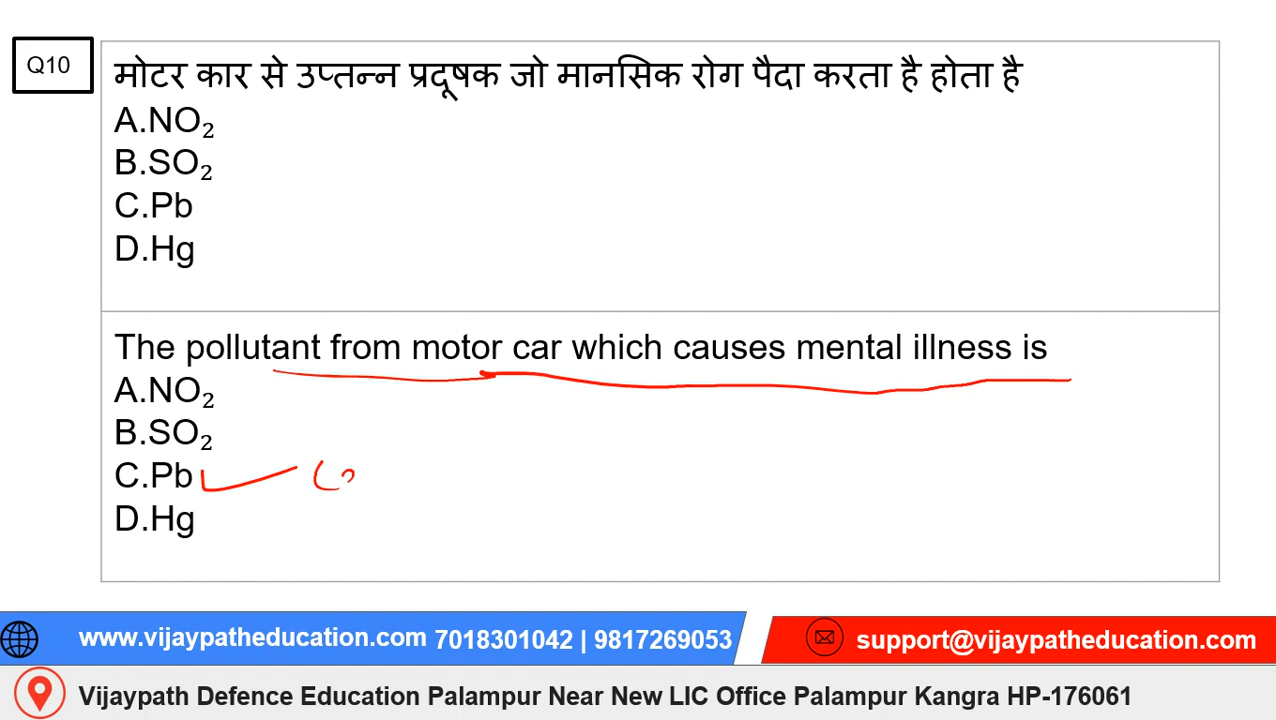 Q10
मोटर कार से उप्तन्न प्रदूषक जो मानसिक रोग पैदा करता है होता है
A.NO₂
B.SO₂
C.Pb
D.Hg
The pollutant from motor car which causes mental illness is
A.NO₂
B.SO₂
C.Pb
D.Hg
www.vijaypatheducation.com 7018301042 | 9817269053
support@vijaypatheducation.com
Vijaypath Defence Education Palampur Near New LIC Office Palampur Kangra HP-176061